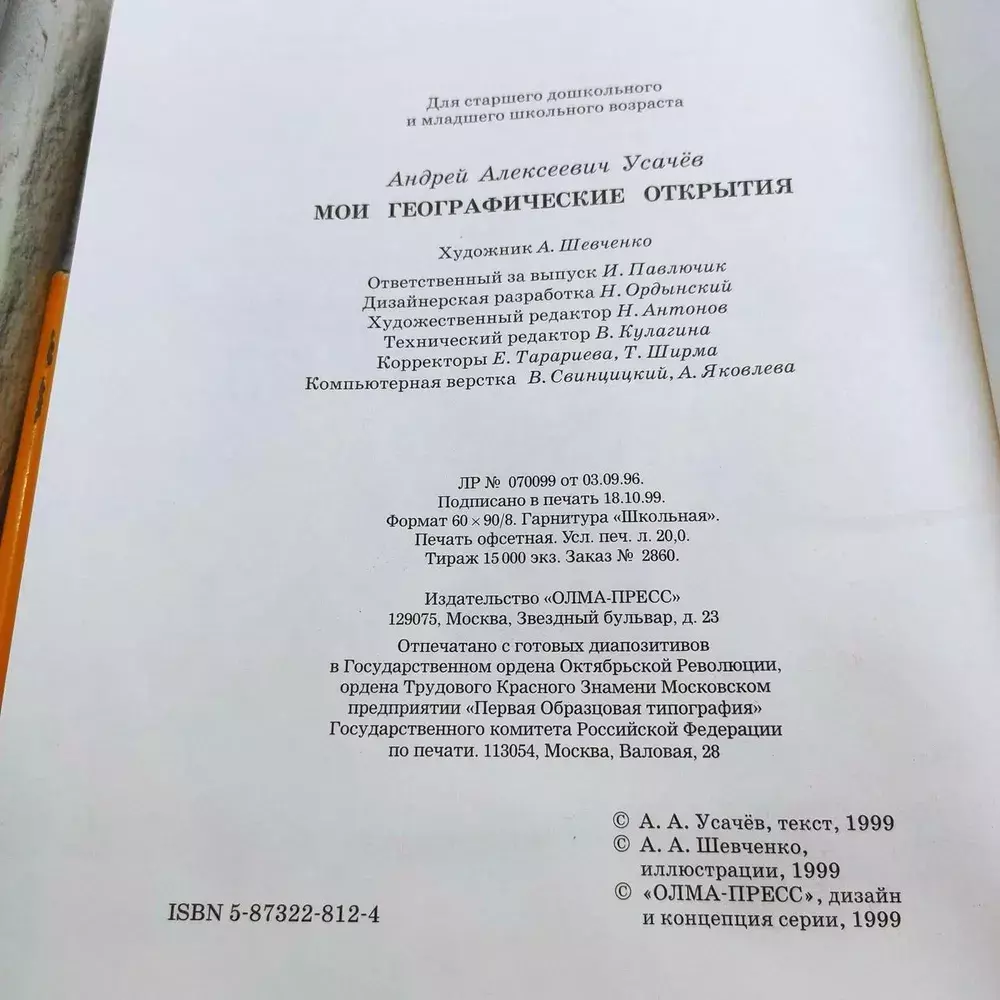 Для старшего дошкольного
и младшего школьного возраста
Андрей Алексеевич Усачёв
МОИ ГЕОГРАФИЧЕСКИЕ ОТКРЫТИЯ
Художник А. Шевченко
Ответственный за выпуск И. Павлючик
Дизайнерская разработка Н. Ордынский
Художественный редактор Н. Антонов
Технический редактор В. Кулагина
Корректоры Е. Тарариева, Т. Ширма
Компьютерная верстка В. Свинцицкий, А. Яковлева
ЛР № 070099 от 03.09.96.
Подписано в печать 18.10.99.
Формат 60 × 90/8. Гарнитура «Школьная».
Печать офсетная. Усл. печ. л. 20,0.
Тираж 15 000 экз. Заказ № 2860.
Издательство «ОЛМА-ПРЕСС»
129075, Москва, Звездный бульвар, д. 23
Отпечатано с готовых диапозитивов
в Государственном ордена Октябрьской Революции,
ордена Трудового Красного Знамени Московском
предприятии «Первая Образцовая типография»
Государственного комитета Российской Федерации
по печати. 113054, Москва, Валовая, 28
© А. А. Усачёв, текст, 1999
© А. А. Шевченко,
иллюстрации, 1999
© «ОЛМА-ПРЕСС», дизайн
и концепция серии, 1999
ISBN 5-87322-812-4